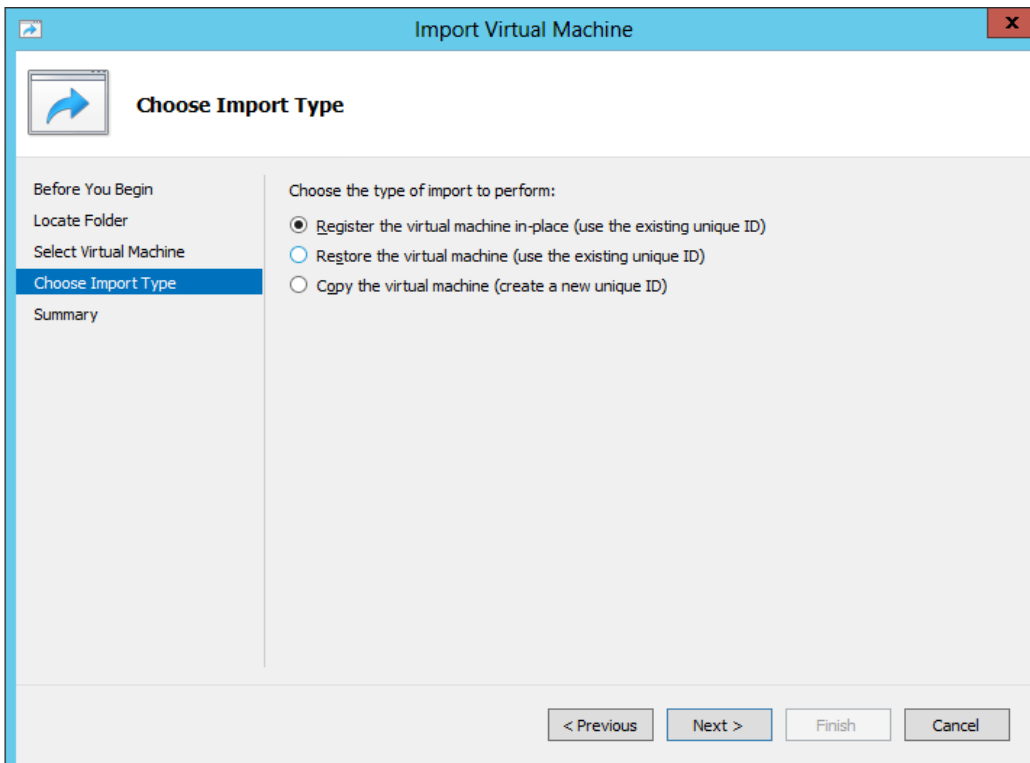 Import Virtual Machine
x
Choose Import Type
Before You Begin
Locate Folder
Select Virtual Machine
Choose Import Type
Summary
Choose the type of import to perform:
Register the virtual machine in-place (use the existing unique ID)
Restore the virtual machine (use the existing unique ID)
Copy the virtual machine (create a new unique ID)
< Previous
Next >
Finish
Cancel